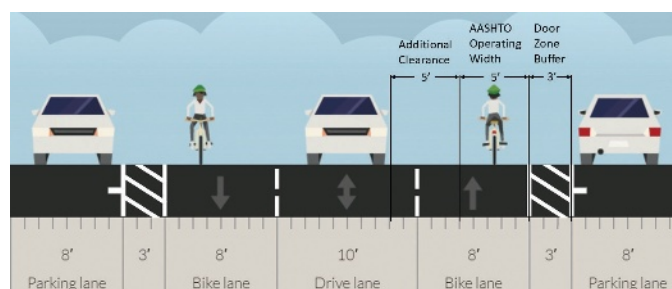 Additional
Clearance
5'
AASHTO
Operating
Width
5'
Door
Zone
Buffer
3'
8' 3' 8' 10' 8' 3' 8'
Parking lane Bike lane Drive lane Bike lane Parking lane